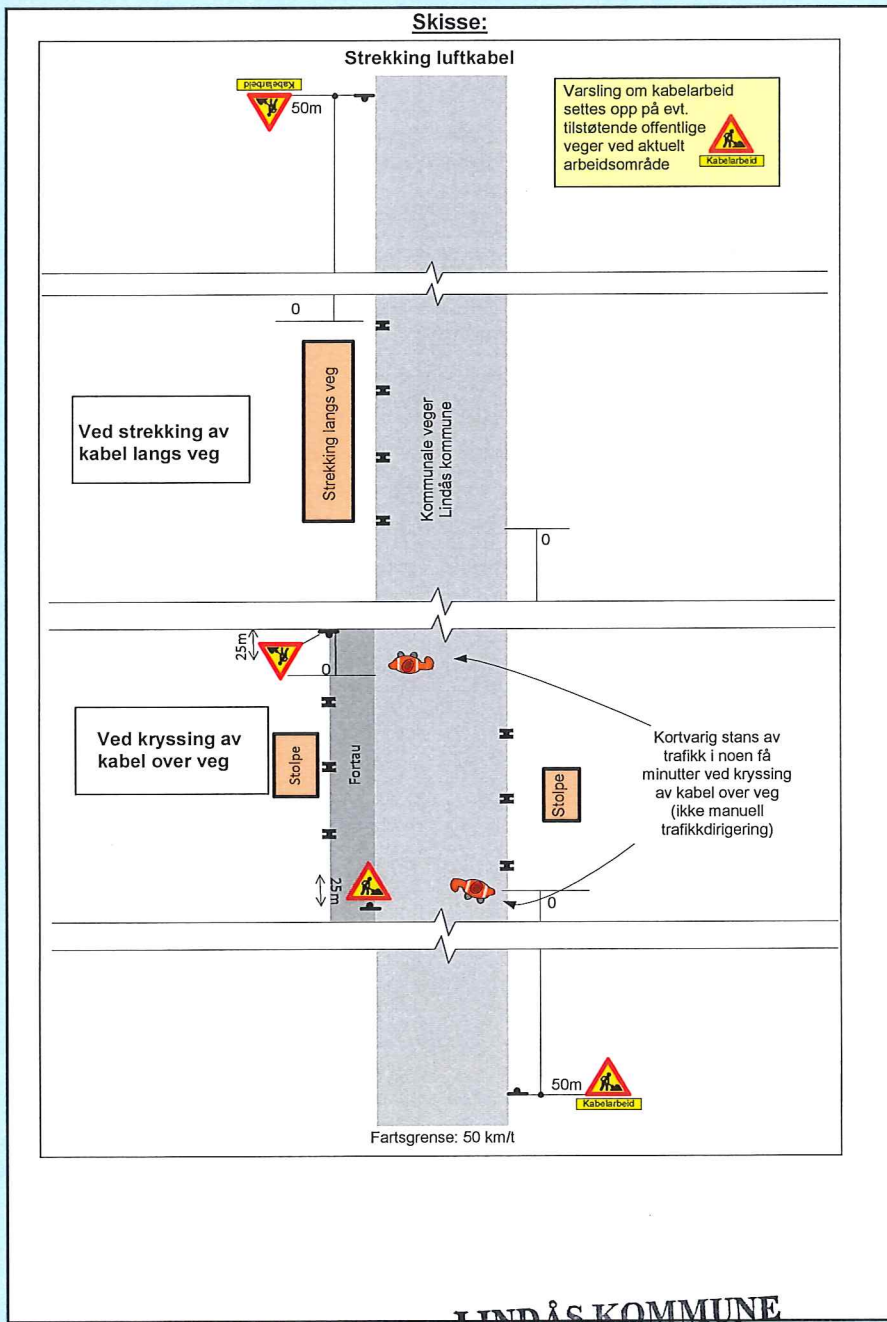 Skisse:
Strekking luftkabel
Kabelarbeid
50m
Varsling om kabelarbeid
settes opp på evt.
tilstøtende offentlige
veger ved aktuelt
arbeidsområde
Kabelarbeid
0
Strekking langs veg
Ved strekking av
kabel langs veg
Kommunale veger
Lindås kommune
0
25m
0
Ved kryssing av
kabel over veg
Stolpe
Fortau
Stolpe
Kortvarig stans av
trafikk i noen få
minutter ved kryssing
av kabel over veg
(ikke manuell
trafikkdirigering)
25m
0
50m
Kabelarbeid
Fartsgrense: 50 km/t
LINDÅS KOMMUNE